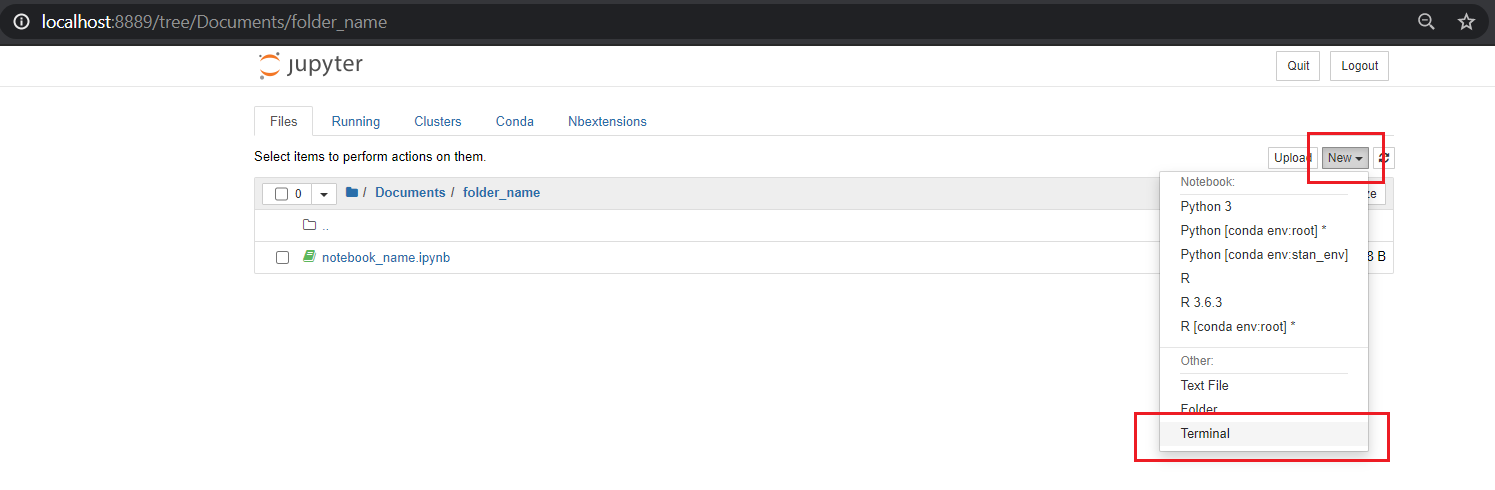 localhost:8889/tree/Documents/folder_name
jupyter
Quit Logout
Files Running Clusters Conda Nbextensions
Select items to perform actions on them.
Upload New
0 / Documents / folder_name
Notebook:
..
Python 3
Python [conda env:root] *
notebook_name.ipynb
Python [conda env:stan_env]
8 B
R
R 3.6.3
R [conda env:root] *
Other:
Text File
Folder
Terminal